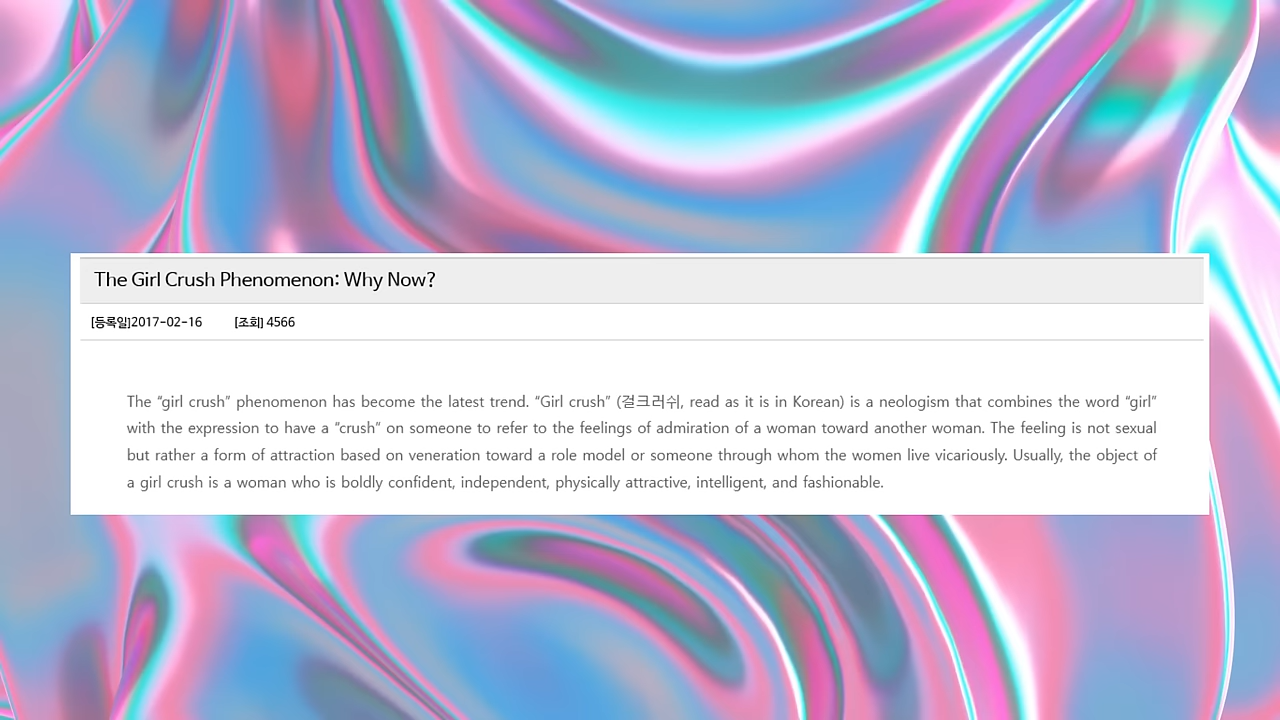 The Girl Crush Phenomenon: Why Now?
[등록일]2017-02-16 [조회] 4566
The “girl crush” phenomenon has become the latest trend. “Girl crush” (걸크러쉬, read as it is in Korean) is a neologism that combines the word “girl”
with the expression to have a “crush” on someone to refer to the feelings of admiration of a woman toward another woman. The feeling is not sexual
but rather a form of attraction based on veneration toward a role model or someone through whom the women live vicariously. Usually, the object of
a girl crush is a woman who is boldly confident, independent, physically attractive, intelligent, and fashionable.